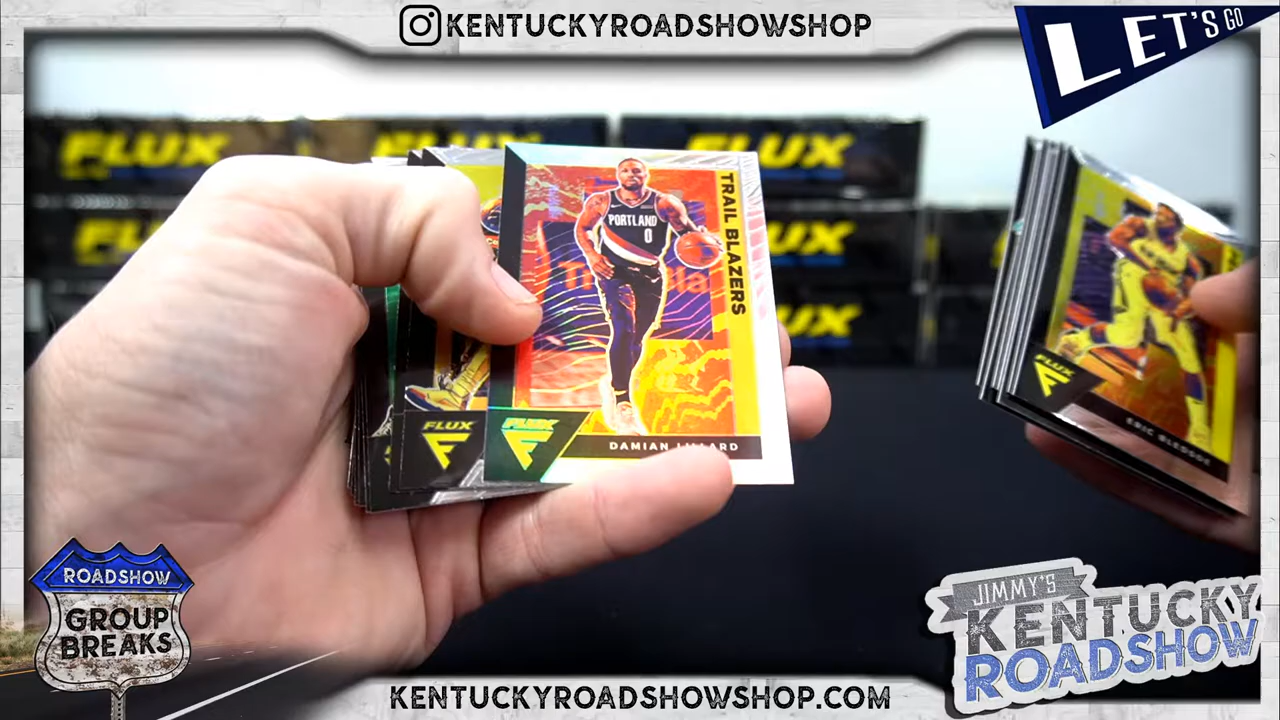 KENTUCKYROADSHOWSHOP
LET'S GO
FLUX
FLUX
FLUX
TRAIL BLAZERS
PORTLAND
0
FLUX
FLUX
FLUX
FLUX
DAMIAN LILLARD
FLUX
ERIC BLEDSOE
ROADSHOW
GROUP
BREAKS
JIMMY'S
KENTUCKY
ROADSHOW
KENTUCKYROADSHOWSHOP.COM